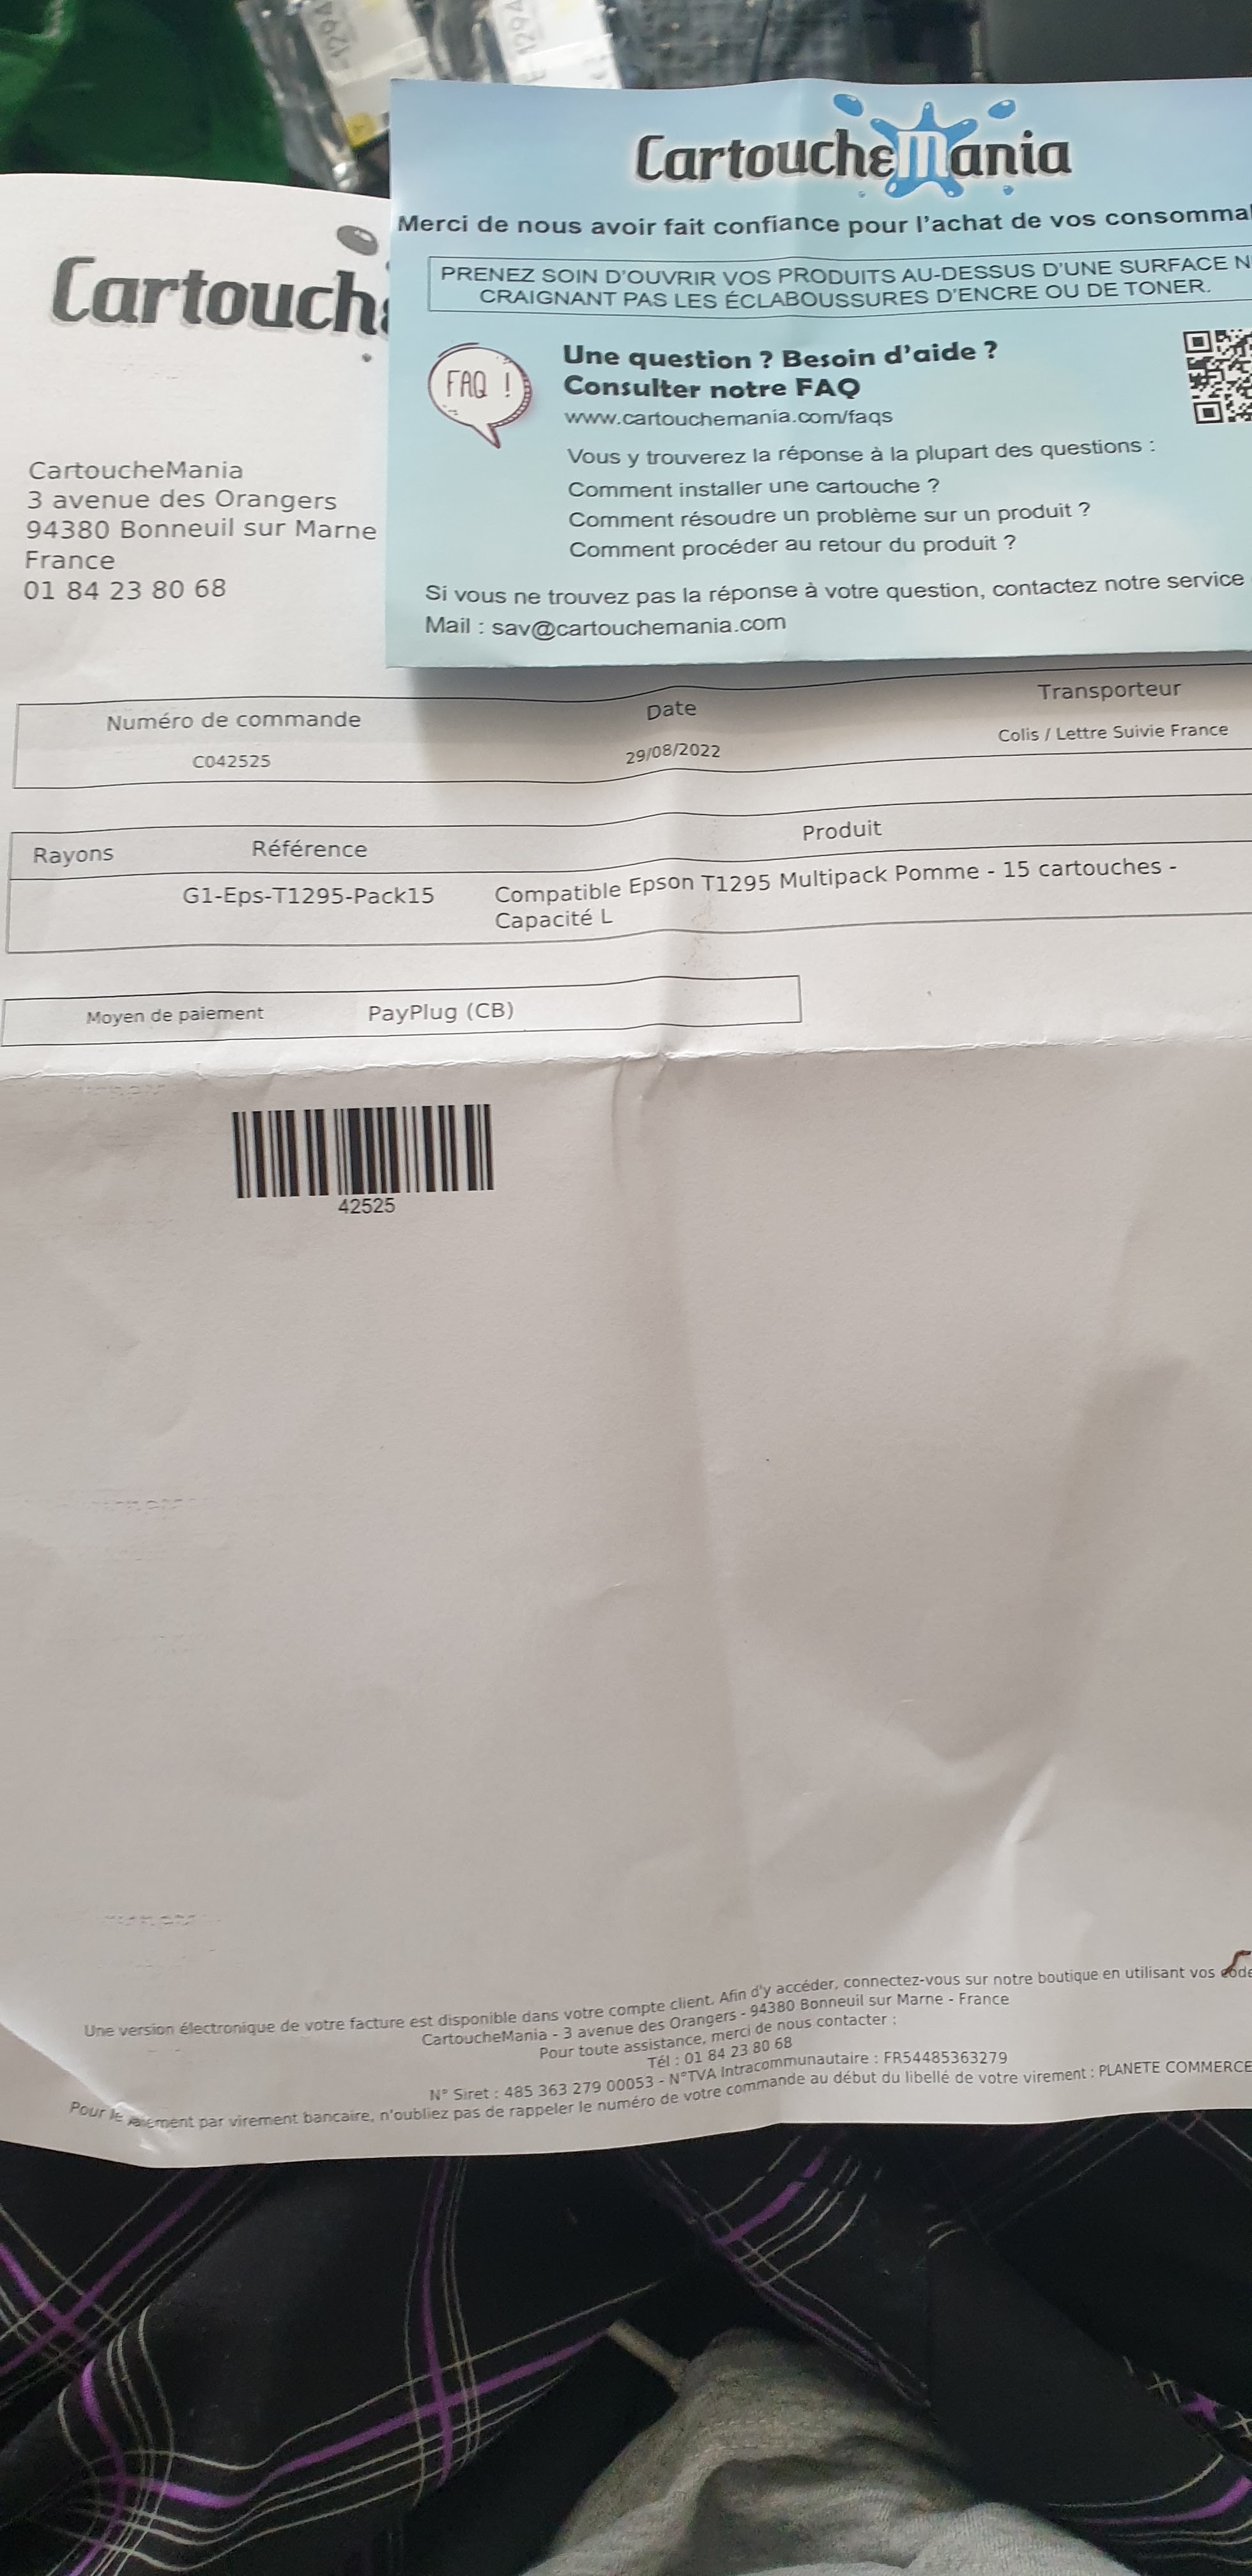 1294
1294
CartoucheMania
Merci de nous avoir fait confiance pour l'achat de vos
PRENEZ SOIN D'OUVRIR VOS PRODUITS AU-DESSUS D'UNE SURFACE
CRAIGNANT PAS LES ÉCLABOUSSURES D'ENCRE OU DE TONER.
FAQ !
Une question ? Besoin d'aide ?
Consulter notre FAQ
www.cartouchemania.com/faqs
Vous y trouverez la réponse à la plupart des questions :
Comment installer une cartouche ?
Comment résoudre un problème sur un produit ?
Comment procéder au retour du produit ?
Si vous ne trouvez pas la réponse à votre question, contactez notre service
Mail : sav@cartouchemania.com
Cartouch
CartoucheMania
3 avenue des Orangers
94380 Bonneuil sur Marne
France
01 84 23 80 68
Numéro de commande Date Transporteur
C042525 29/08/2022 Colis / Lettre Suivie France
Rayons Référence Produit
G1-Eps-T1295-Pack15 Compatible Epson T1295 Multipack Pomme - 15 cartouches -
Capacité L
Moyen de paiement PayPlug (CB)
42525
Une version électronique de votre facture est disponible dans votre compte client. Afin d'y accéder, connectez-vous sur notre boutique en utilisant vos
CartoucheMania - 3 avenue des Orangers - 94380 Bonneuil sur Marne - France
Pour toute assistance, merci de nous contacter :
Tél : 01 84 23 80 68
N° Siret : 485 363 279 00053 - N°TVA Intracommunautaire : FR54485363279
Pour le paiement par virement bancaire, n'oubliez pas de rappeler le numéro de votre commande au début du libellé de votre virement : PLANETE COMMERCE